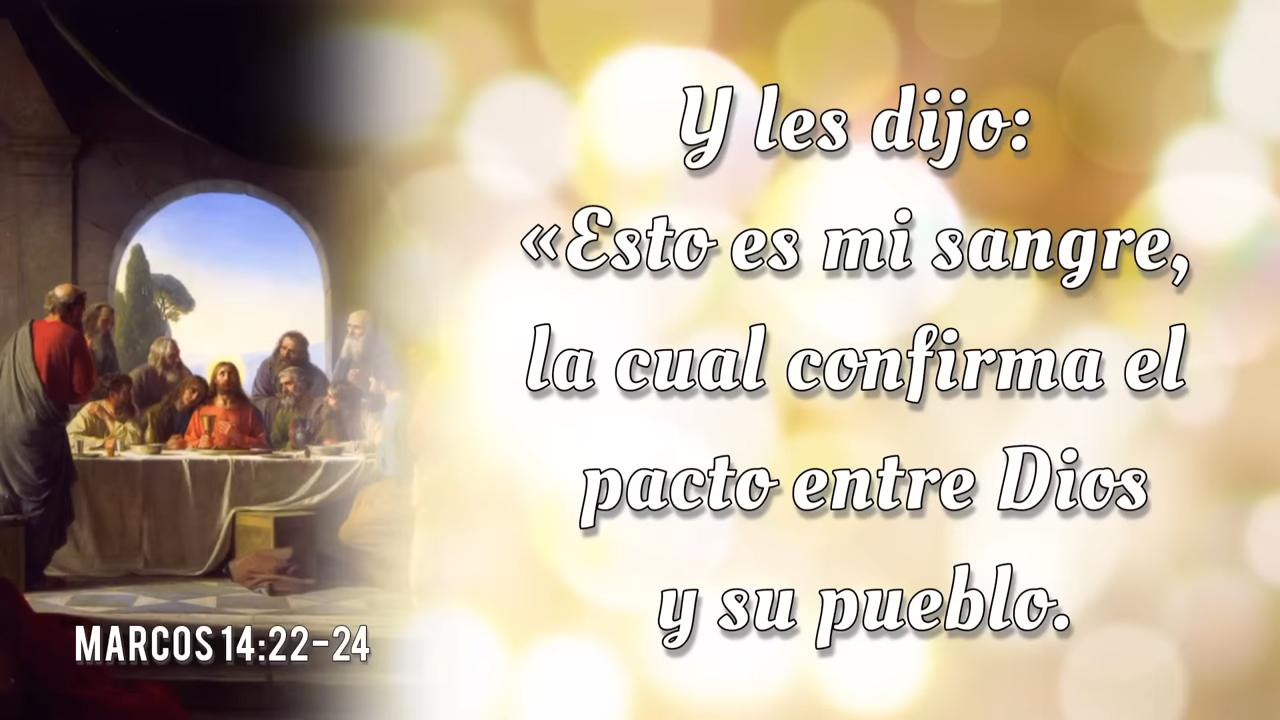 Y les dijo:
«Esto es mi sangre,
la cual confirma el
pacto entre Dios
y su pueblo.
MARCOS 14:22-24